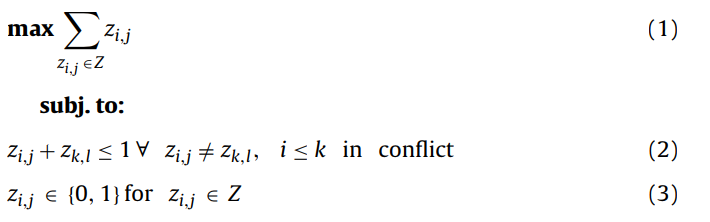 max ∑ z_{i,j} (1)
z_{i,j} ∈ Z
subj. to:
z_{i,j} + z_{k,l} ≤ 1 ∀ z_{i,j} ≠ z_{k,l}, i ≤ k in conflict (2)
z_{i,j} ∈ {0, 1} for z_{i,j} ∈ Z (3)